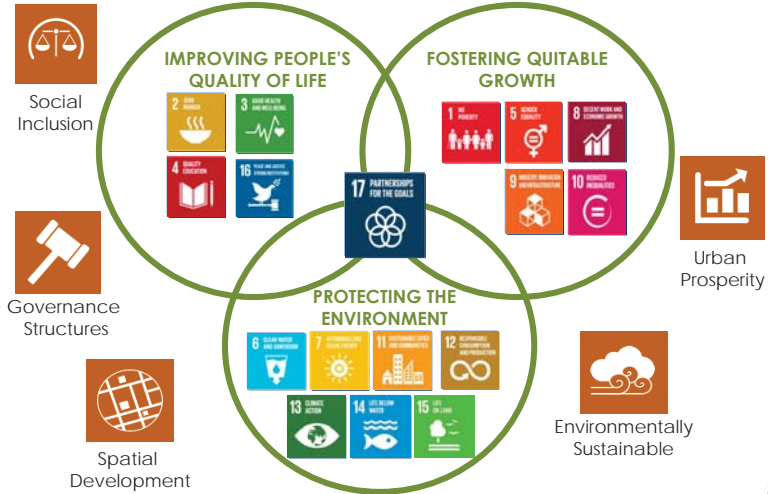 Social
Inclusion
IMPROVING PEOPLE'S
QUALITY OF LIFE
2 ZERO
HUNGER
3 GOOD HEALTH
AND WELL-BEING
4 QUALITY
EDUCATION
16 PEACE AND JUSTICE
STRONG INSTITUTIONS
FOSTERING QUITABLE
GROWTH
1 NO
POVERTY
5 GENDER
EQUALITY
8 DECENT WORK AND
ECONOMIC GROWTH
9 INDUSTRY, INNOVATION
AND INFRASTRUCTURE
10 REDUCED
INEQUALITIES
17 PARTNERSHIPS
FOR THE GOALS
Governance
Structures
Urban
Prosperity
PROTECTING THE
ENVIRONMENT
6 CLEAN WATER
AND SANITATION
7 AFFORDABLE AND
CLEAN ENERGY
11 SUSTAINABLE CITIES
AND COMMUNITIES
12 RESPONSIBLE
CONSUMPTION
AND PRODUCTION
13 CLIMATE
ACTION
14 LIFE BELOW
WATER
15 LIFE
ON LAND
Spatial
Development
Environmentally
Sustainable